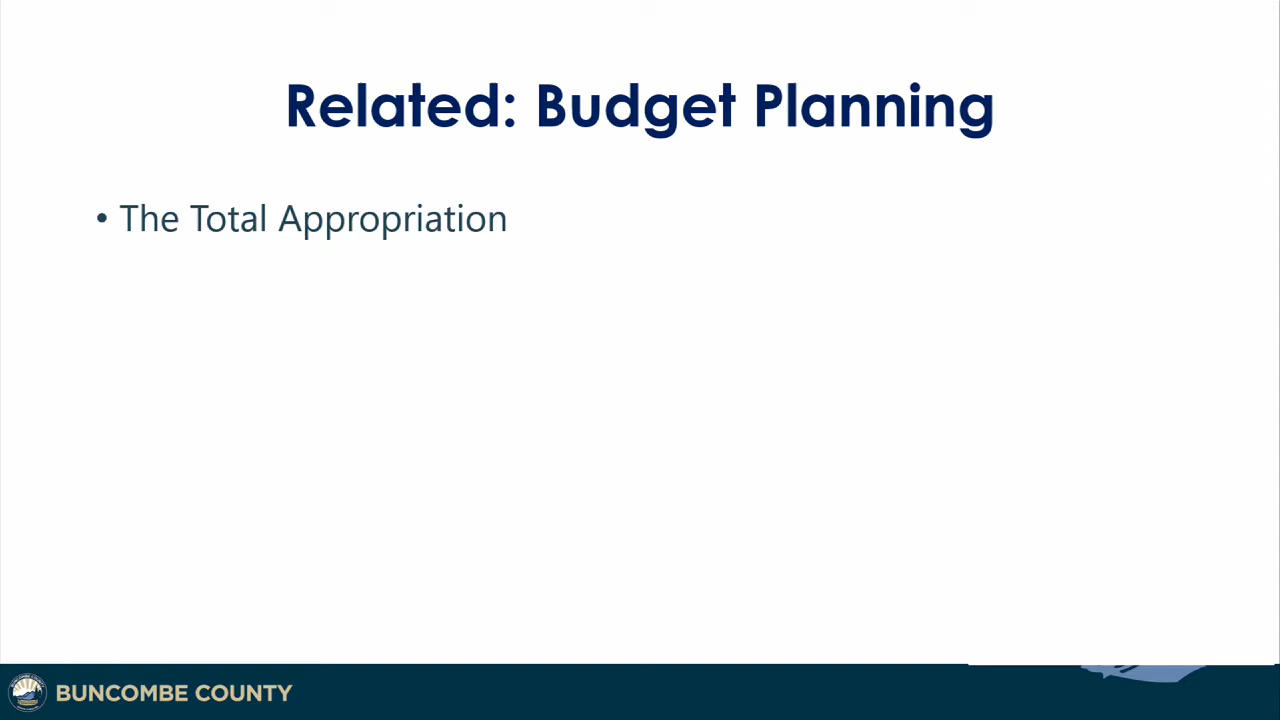 Related: Budget Planning
• The Total Appropriation
BUNCOMBE COUNTY